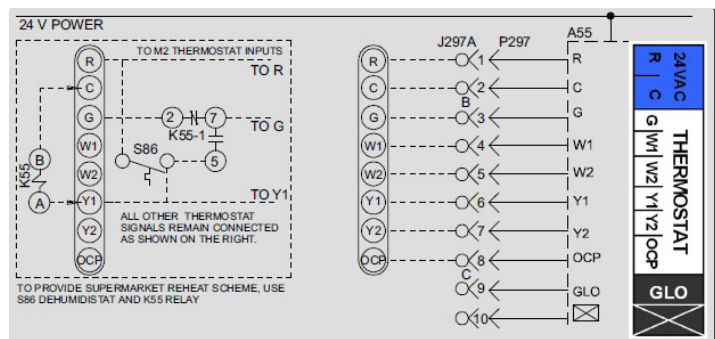 24 V POWER
TO M2 THERMOSTAT INPUTS
R
TO R
C
G
2
7
TO G
K55-1
S86
W1
5
B
K55
A
W2
Y1
TO Y1
ALL OTHER THERMOSTAT
SIGNALS REMAIN CONNECTED
AS SHOWN ON THE RIGHT.
Y2
OCP
TO PROVIDE SUPERMARKET REHEAT SCHEME, USE
S86 DEHUMIDISTAT AND K55 RELAY
J297A
P297
A55
R
1
R
C
2
C
B
G
3
G
W1
4
W1
W2
5
W2
Y1
6
Y1
Y2
7
Y2
OCP
8
OCP
C
9
GLO
10
24VAC
R C
THERMOSTAT
G W1 W2 Y1 Y2 OCP
GLO